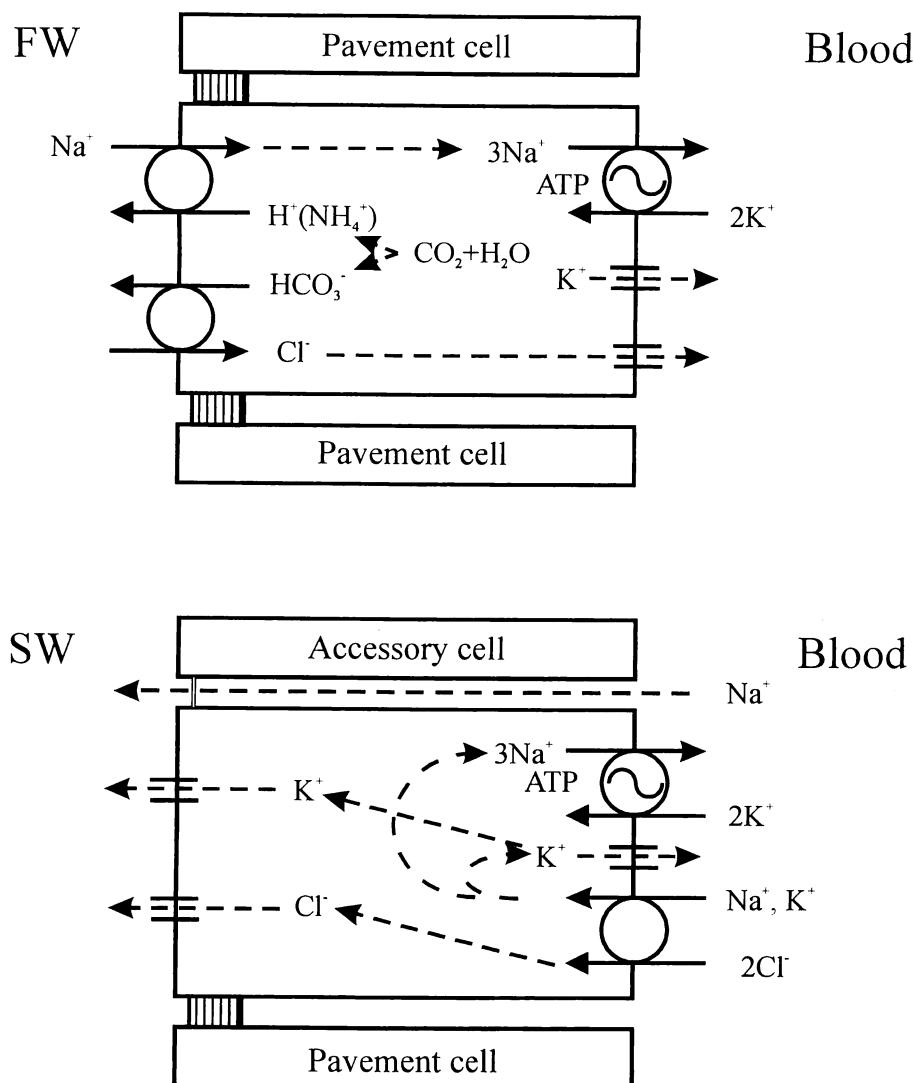 Pavement cell
FW
Blood
Na⁺
3Na⁺
ATP
H⁺(NH₄⁺)
2K⁺
CO₂+H₂O
K⁺
HCO₃⁻
Cl⁻
Pavement cell
SW
Accessory cell
Blood
Na⁺
3Na⁺
ATP
K⁺
2K⁺
K⁺
Na⁺, K⁺
Cl⁻
2Cl⁻
Pavement cell